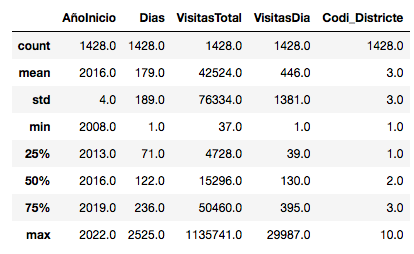 AñoInicio Dias VisitasTotal VisitasDia Codi_Districte
count 1428.0 1428.0 1428.0 1428.0 1428.0
mean 2016.0 179.0 42524.0 446.0 3.0
std 4.0 189.0 76334.0 1381.0 3.0
min 2008.0 1.0 37.0 1.0 1.0
25% 2013.0 71.0 4728.0 39.0 1.0
50% 2016.0 122.0 15296.0 130.0 2.0
75% 2019.0 236.0 50460.0 395.0 3.0
max 2022.0 2525.0 1135741.0 29987.0 10.0